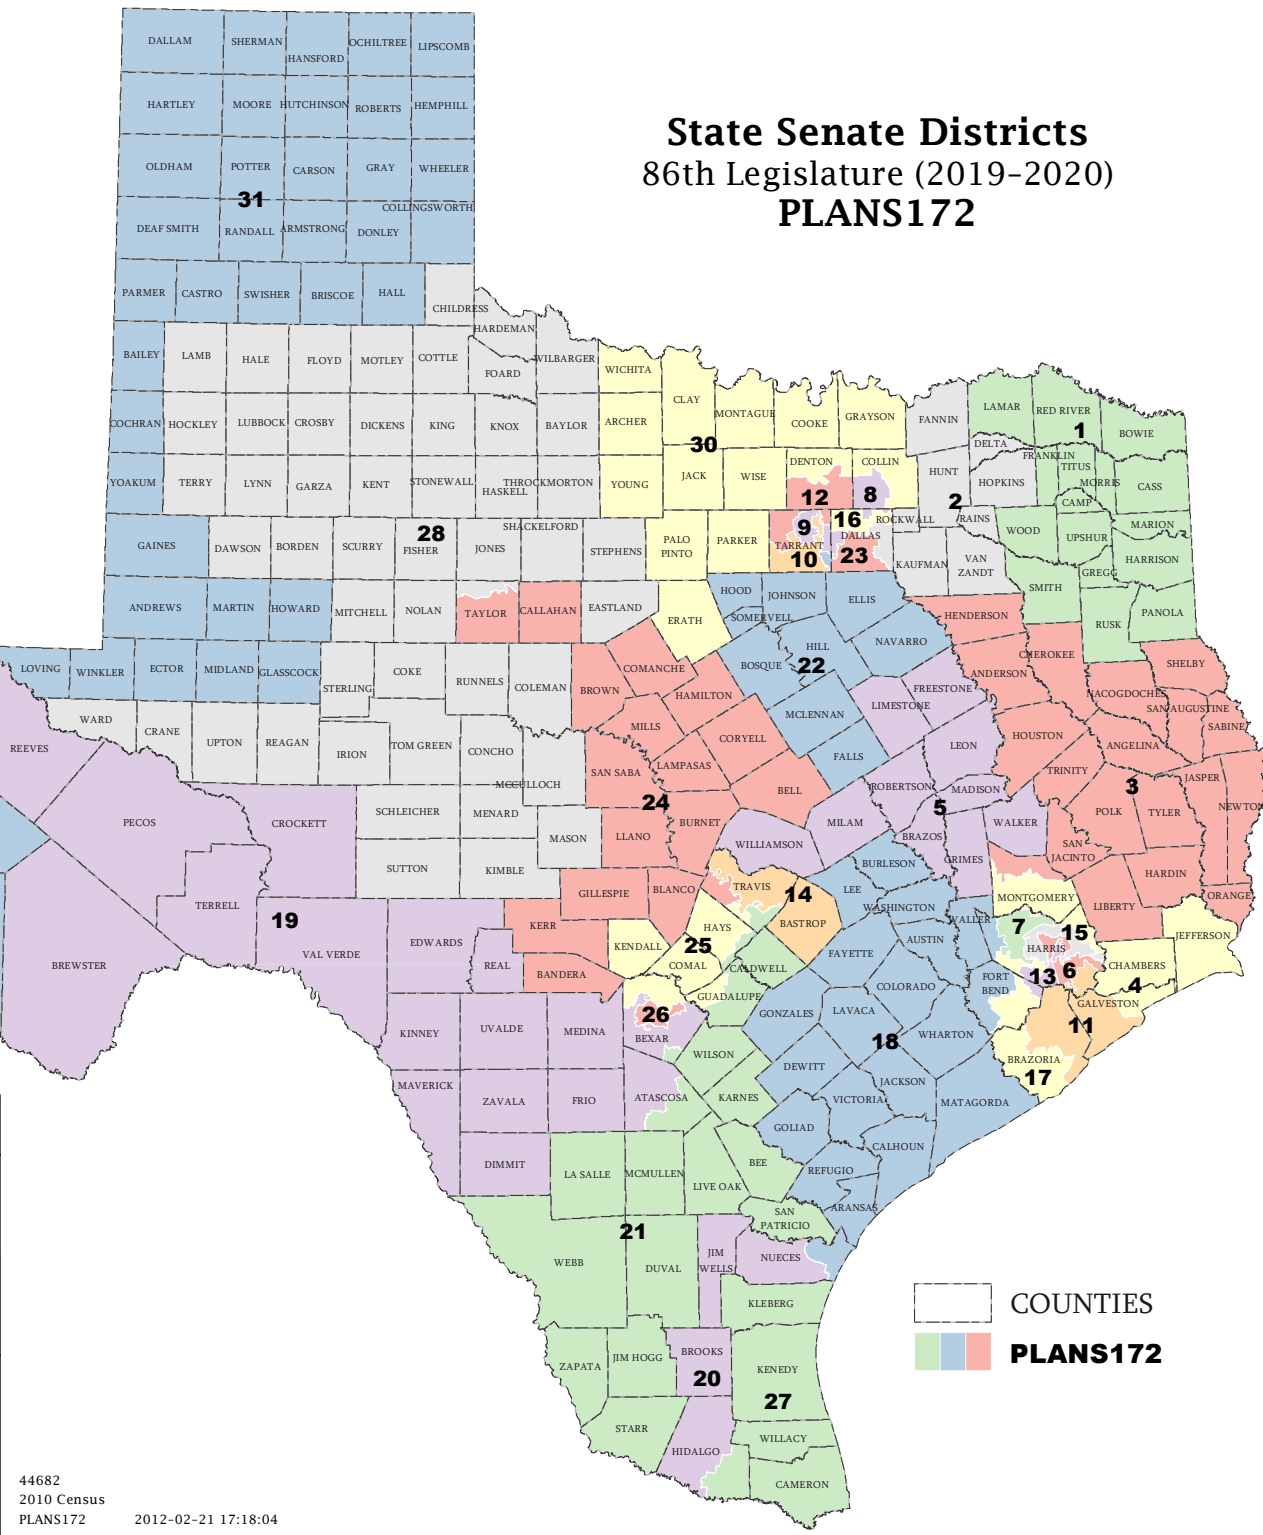 State Senate Districts
86th Legislature (2019–2020)
PLANS172
DALLAM
SHERMAN
HANSFORD
OCHILTREE
LIPSCOMB
HARTLEY
MOORE
HUTCHINSON
ROBERTS
HEMPHILL
OLDHAM
POTTER
CARSON
GRAY
WHEELER
31
COLLINGSWORTH
DEAF SMITH
RANDALL
ARMSTRONG
DONLEY
PARMER
CASTRO
SWISHER
BRISCOE
HALL
CHILDRESS
HARDEMAN
BAILEY
LAMB
HALE
FLOYD
MOTLEY
COTTLE
FOARD
WILBARGER
WICHITA
CLAY
MONTAGUE
COOKE
GRAYSON
FANNIN
LAMAR
RED RIVER
1
BOWIE
COCHRAN
HOCKLEY
LUBBOCK
CROSBY
DICKENS
KING
KNOX
BAYLOR
ARCHER
30
DELTA
FRANKLIN
TITUS
MORRIS
CASS
YOAKUM
TERRY
LYNN
GARZA
KENT
STONEWALL
HASKELL
THROCKMORTON
YOUNG
JACK
WISE
DENTON
COLLIN
HUNT
HOPKINS
CAMP
12
8
2
MARION
GAINES
DAWSON
BORDEN
SCURRY
28
FISHER
JONES
SHACKELFORD
STEPHENS
PALO
PINTO
PARKER
9
TARRANT
10
16
DALLAS
23
ROCKWALL
RAINS
KAUFMAN
VAN
ZANDT
WOOD
UPSHUR
HARRISON
GREGG
SMITH
RUSK
PANOLA
ANDREWS
MARTIN
HOWARD
MITCHELL
NOLAN
TAYLOR
CALLAHAN
EASTLAND
ERATH
HOOD
SOMERVELL
JOHNSON
ELLIS
HENDERSON
LOVING
WINKLER
ECTOR
MIDLAND
GLASSCOCK
STERLING
COKE
RUNNELS
COLEMAN
BROWN
COMANCHE
HAMILTON
BOSQUE
HILL
22
NAVARRO
ANDERSON
CHEROKEE
NACOGDOCHES
SHELBY
SAN AUGUSTINE
SABINE
WARD
CRANE
UPTON
REAGAN
IRION
TOM GREEN
CONCHO
MCCULLOCH
MILLS
CORYELL
MCLENNAN
LIMESTONE
FREESTONE
REEVES
SAN SABA
LAMPASAS
24
FALLS
LEON
HOUSTON
ANGELINA
TRINITY
3
JASPER
NEWTON
PECOS
CROCKETT
SCHLEICHER
MENARD
MASON
LLANO
BURNET
BELL
MILAM
ROBERTSON
5
MADISON
WALKER
BRAZOS
GRIMES
POLK
TYLER
SAN
JACINTO
HARDIN
TERRELL
19
VAL VERDE
SUTTON
KIMBLE
GILLESPIE
BLANCO
WILLIAMSON
TRAVIS
14
BASTROP
BURLESON
LEE
WASHINGTON
WALLER
MONTGOMERY
LIBERTY
ORANGE
BREWSTER
EDWARDS
REAL
KERR
BANDERA
KENDALL
25
HAYS
COMAL
CALDWELL
GUADALUPE
FAYETTE
AUSTIN
COLORADO
FORT
BEND
7
HARRIS
15
13
6
JEFFERSON
CHAMBERS
4
GALVESTON
11
KINNEY
UVALDE
MEDINA
26
BEXAR
WILSON
GONZALES
LAVACA
18
WHARTON
BRAZORIA
17
MAVERICK
ZAVALA
FRIO
ATASCOSA
KARNES
DEWITT
VICTORIA
JACKSON
MATAGORDA
DIMMIT
LA SALLE
MCMULLEN
LIVE OAK
BEE
GOLIAD
REFUGIO
CALHOUN
ARANSAS
SAN
PATRICIO
21
WEBB
DUVAL
JIM
WELLS
NUECES
KLEBERG
ZAPATA
JIM HOGG
BROOKS
20
KENEDY
27
STARR
HIDALGO
WILLACY
CAMERON
COUNTIES
PLANS172
44682
2010 Census
PLANS172 2012-02-21 17:18:04